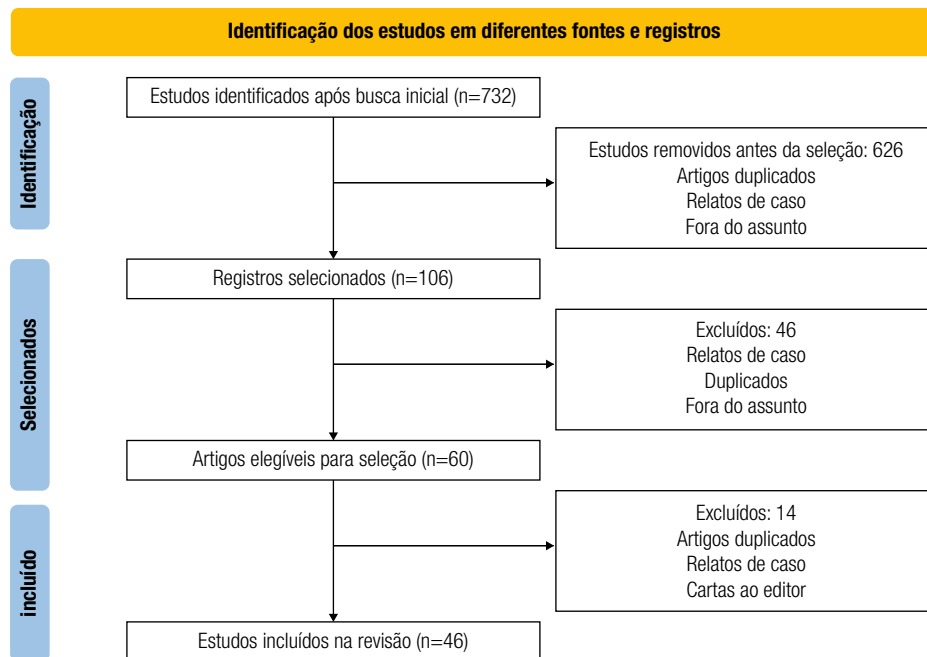 Identificação dos estudos em diferentes fontes e registros
Identificação
Estudos identificados após busca inicial (n=732)
Estudos removidos antes da seleção: 626
Artigos duplicados
Relatos de caso
Fora do assunto
Selecionados
Registros selecionados (n=106)
Excluídos: 46
Relatos de caso
Duplicados
Fora do assunto
Artigos elegíveis para seleção (n=60)
incluído
Excluídos: 14
Artigos duplicados
Relatos de caso
Cartas ao editor
Estudos incluídos na revisão (n=46)